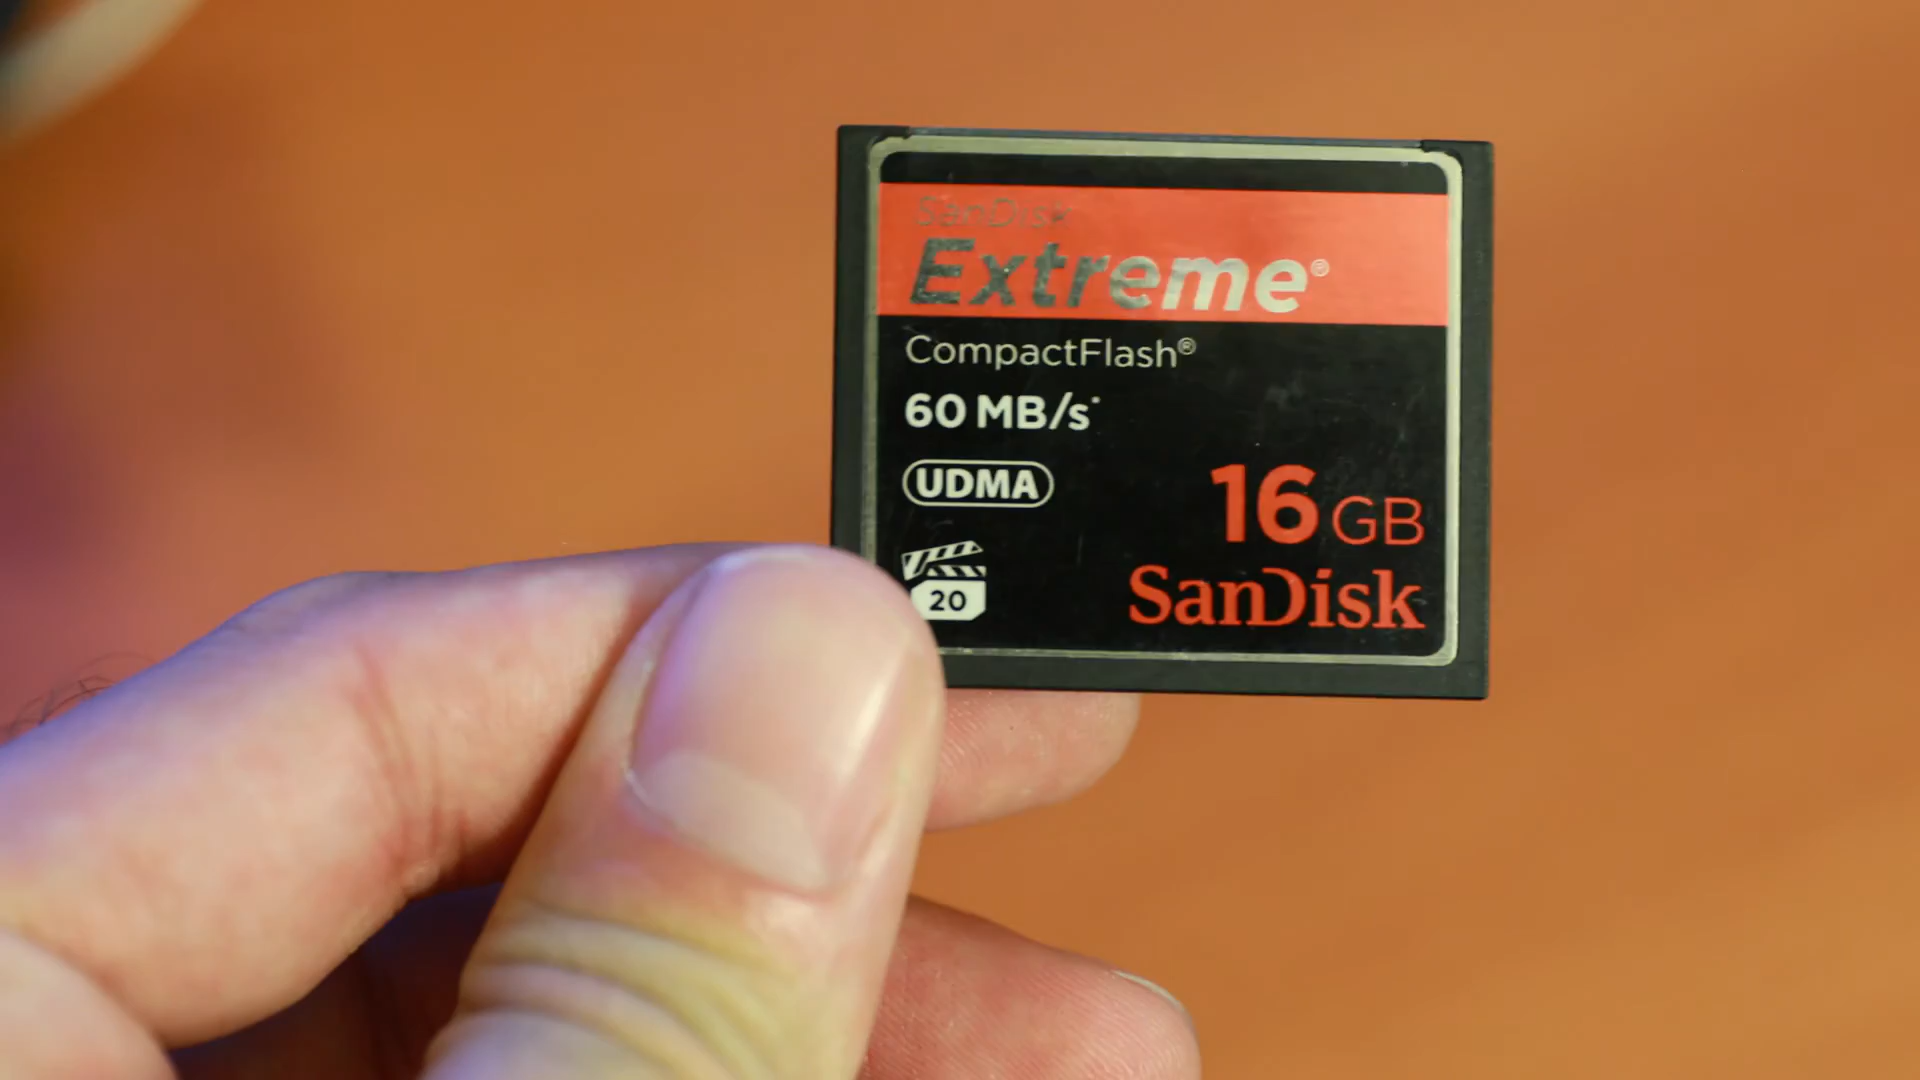 SanDisk
Extreme®
CompactFlash®
60 MB/s*
UDMA
16 GB
20
SanDisk